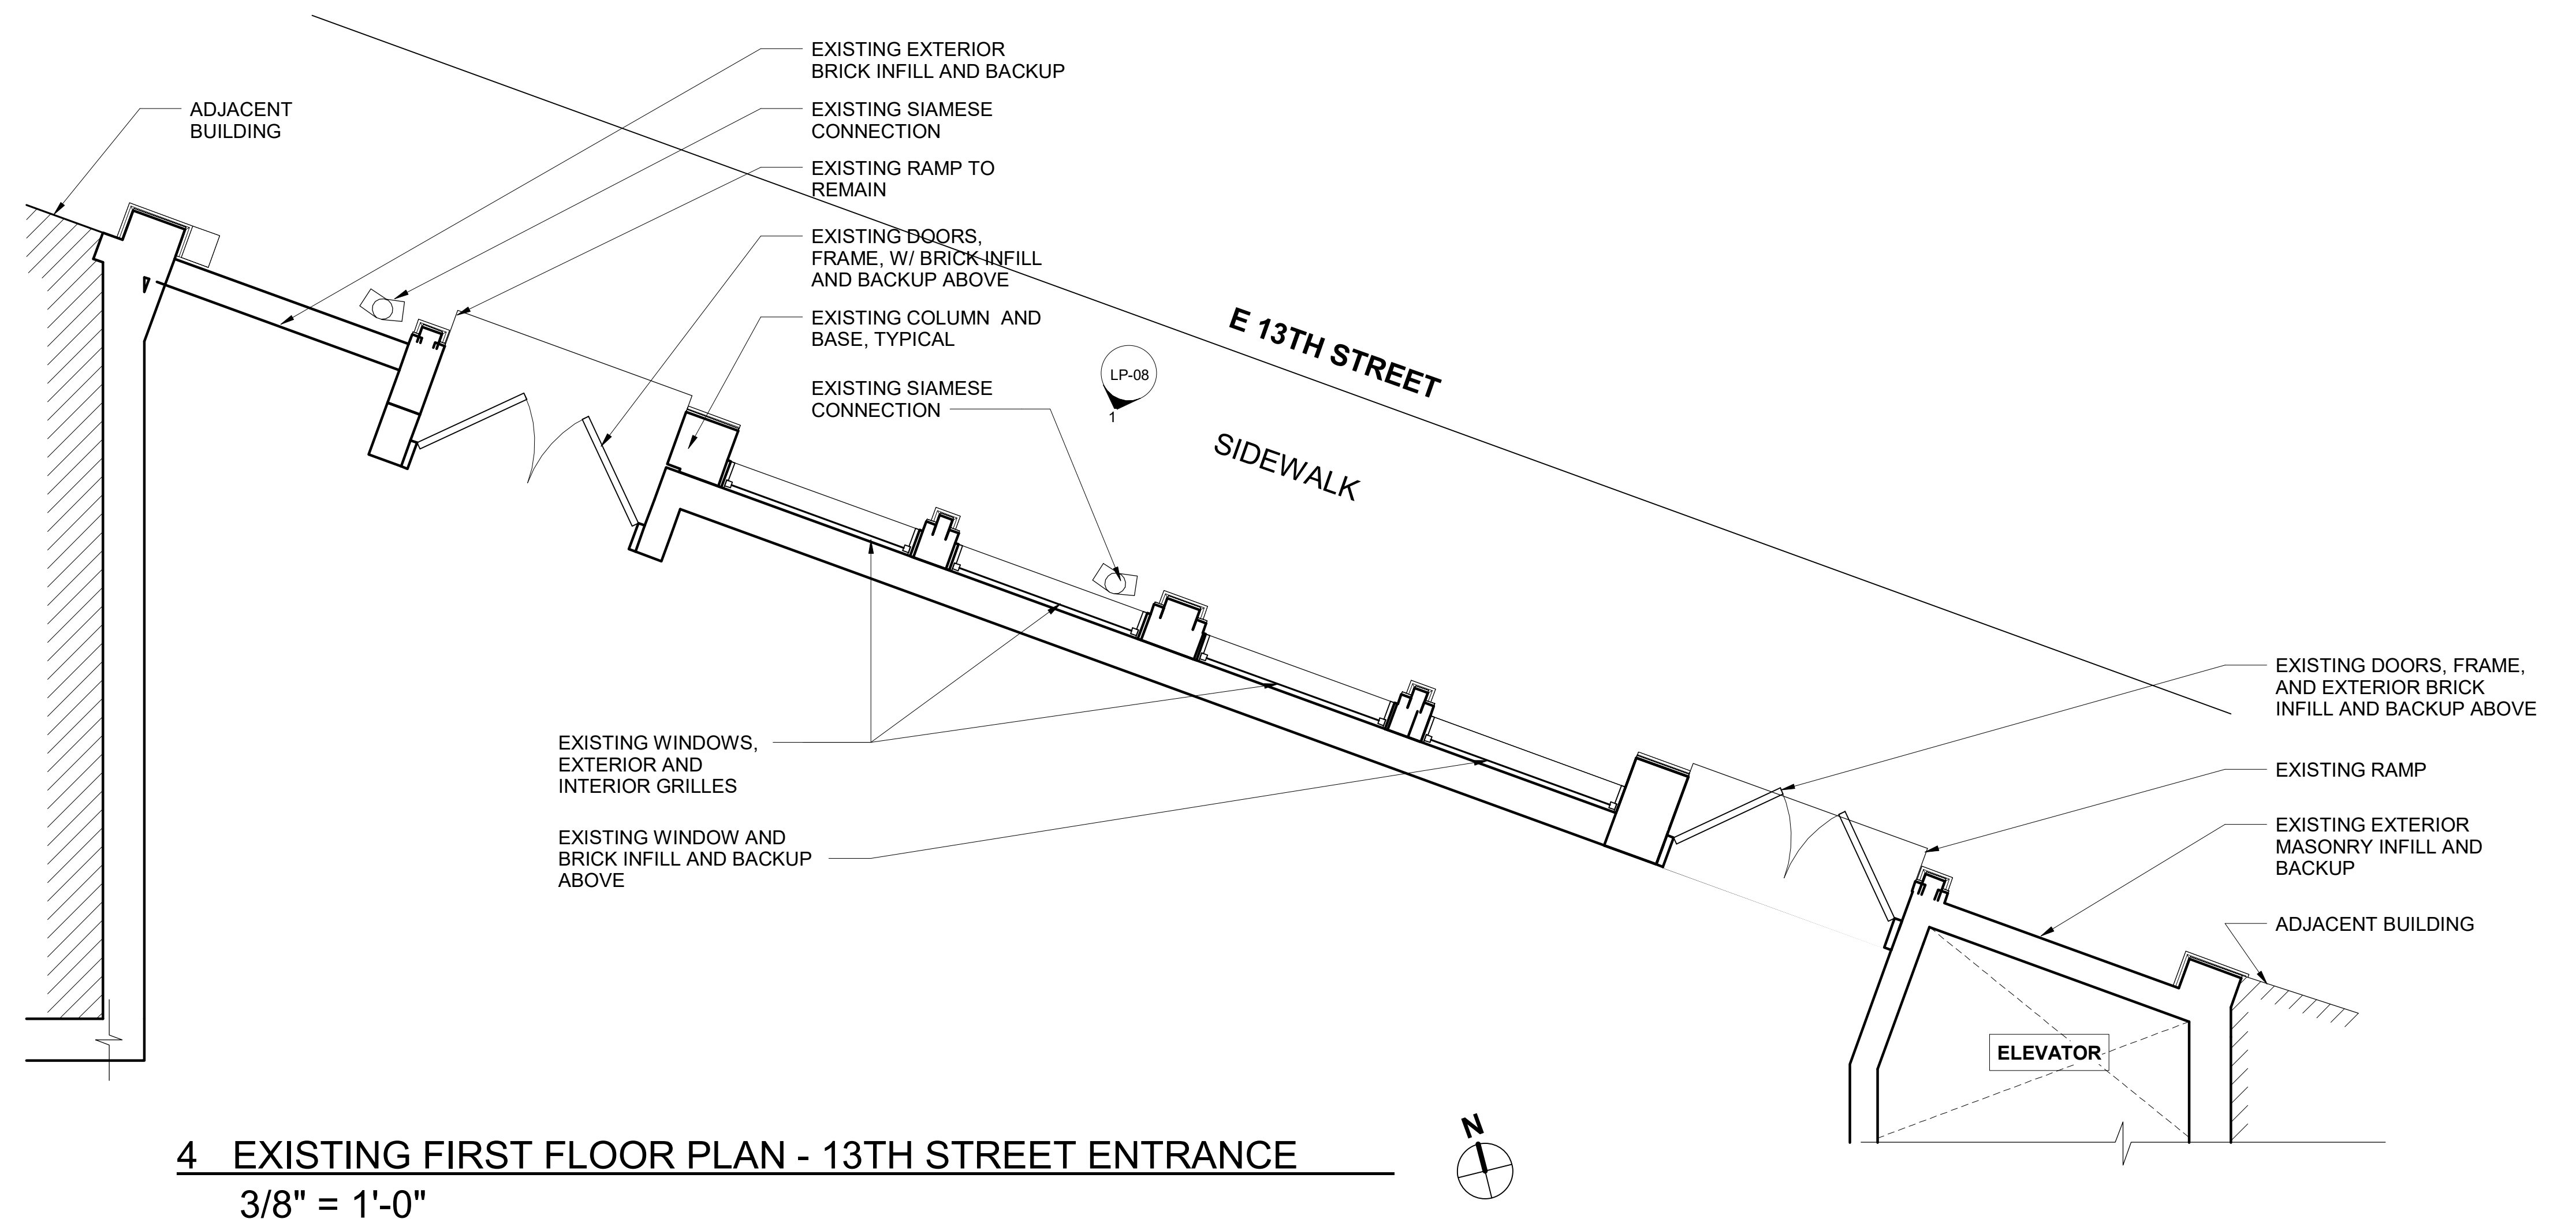 EXISTING EXTERIOR
BRICK INFILL AND BACKUP
ADJACENT
BUILDING
EXISTING SIAMESE
CONNECTION
EXISTING RAMP TO
REMAIN
EXISTING DOORS,
FRAME, W/ BRICK INFILL
AND BACKUP ABOVE
EXISTING COLUMN AND
BASE, TYPICAL
EXISTING SIAMESE
CONNECTION
LP-08
1
E 13TH STREET
SIDEWALK
EXISTING WINDOWS,
EXTERIOR AND
INTERIOR GRILLES
EXISTING WINDOW AND
BRICK INFILL AND BACKUP
ABOVE
EXISTING DOORS, FRAME,
AND EXTERIOR BRICK
INFILL AND BACKUP ABOVE
EXISTING RAMP
EXISTING EXTERIOR
MASONRY INFILL AND
BACKUP
ADJACENT BUILDING
ELEVATOR
N
4 EXISTING FIRST FLOOR PLAN - 13TH STREET ENTRANCE
3/8" = 1'-0"